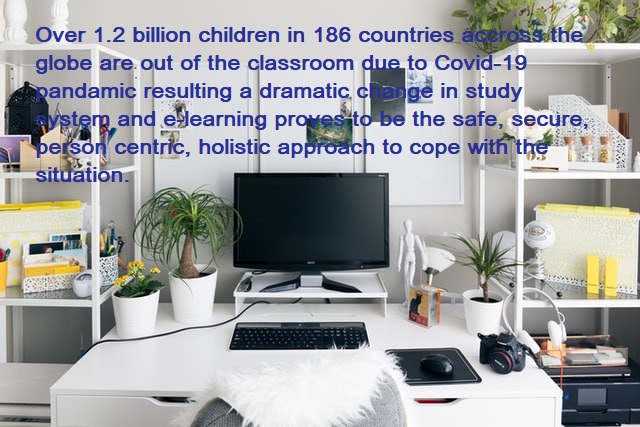 Over 1.2 billion children in 186 countries accross the
globe are out of the classroom due to Covid-19
pandamic resulting a dramatic change in study
system and e-learning proves to be the safe, secure,
person centric, holistic approach to cope with the
situation.